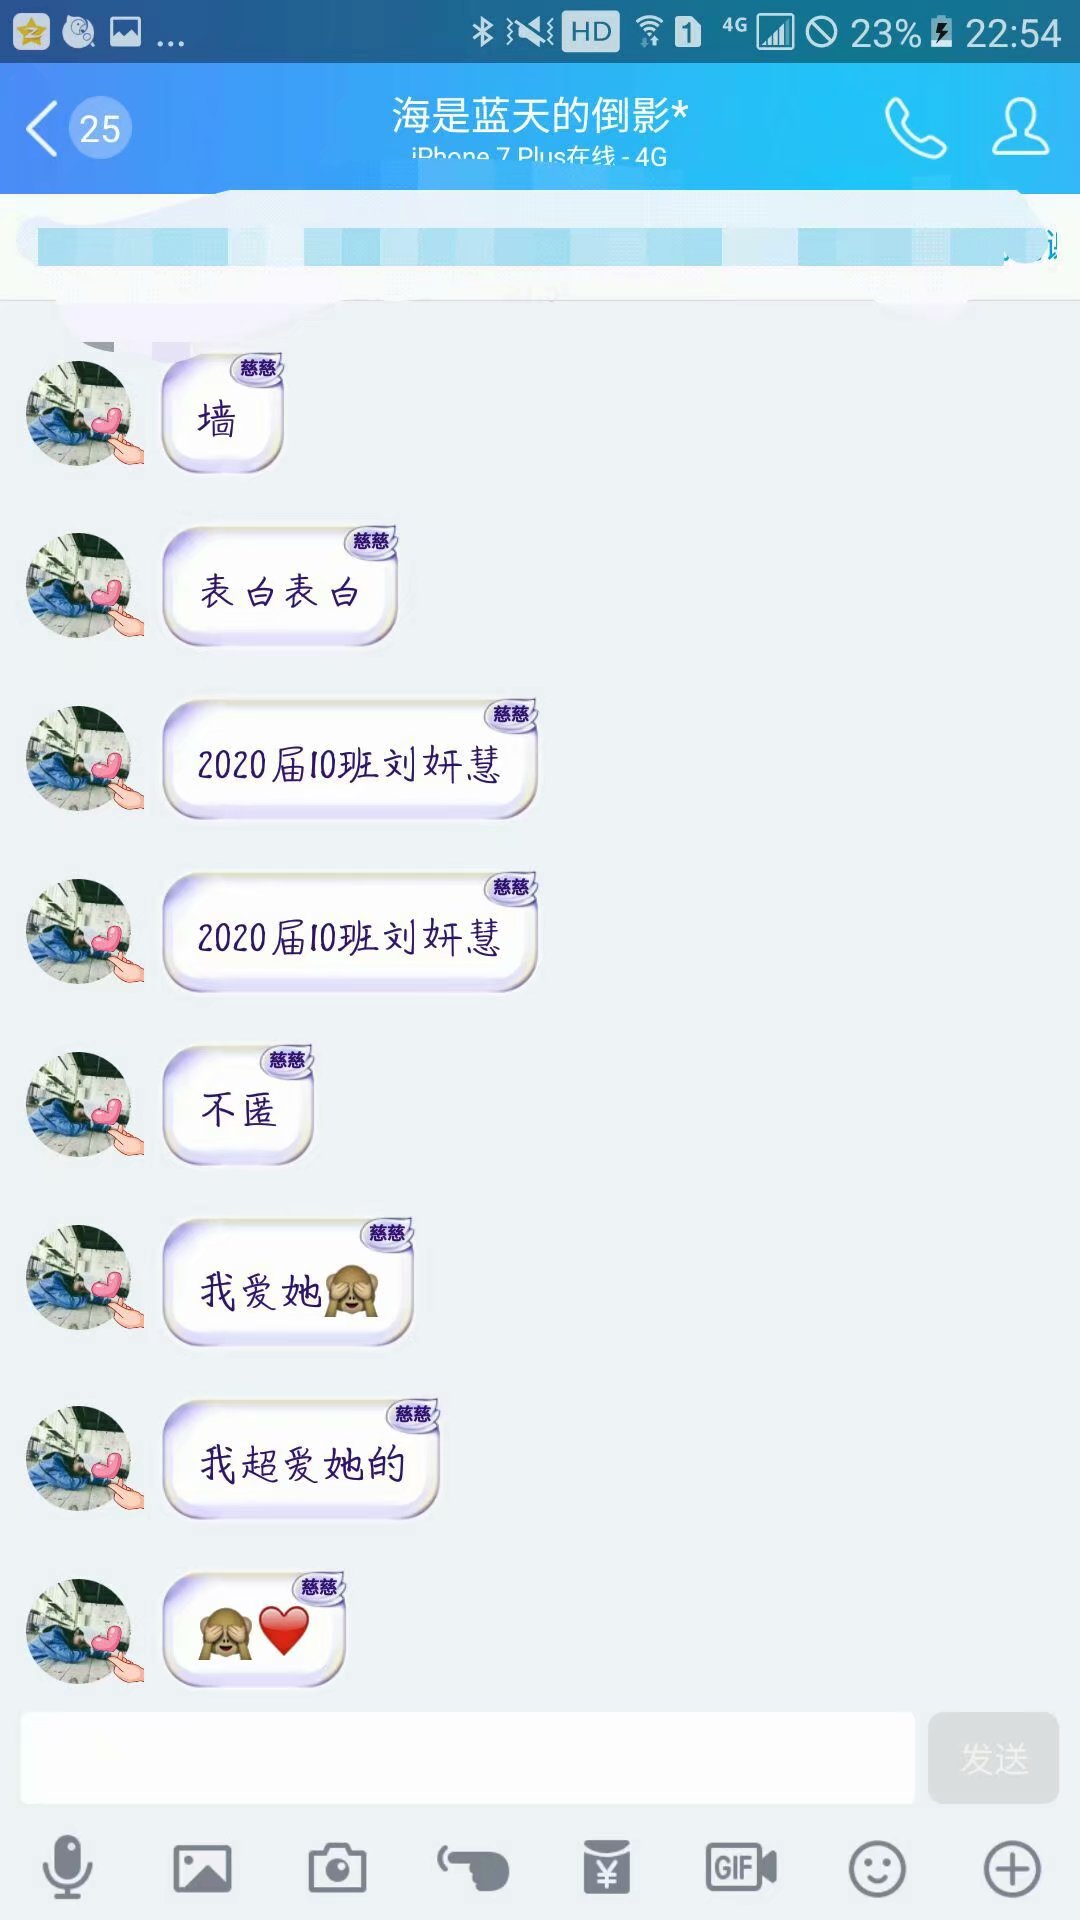 ... HD 1 4G 23% 22:54
25
海是蓝天的倒影*
iPhone 7 Plus在线 - 4G
慈慈
墙
慈慈
表白表白
慈慈
2020届10班刘妍慧
慈慈
2020届10班刘妍慧
慈慈
不匿
慈慈
我爱她🙈
慈慈
我超爱她的
慈慈
🙈❤️
发送
¥ GIF